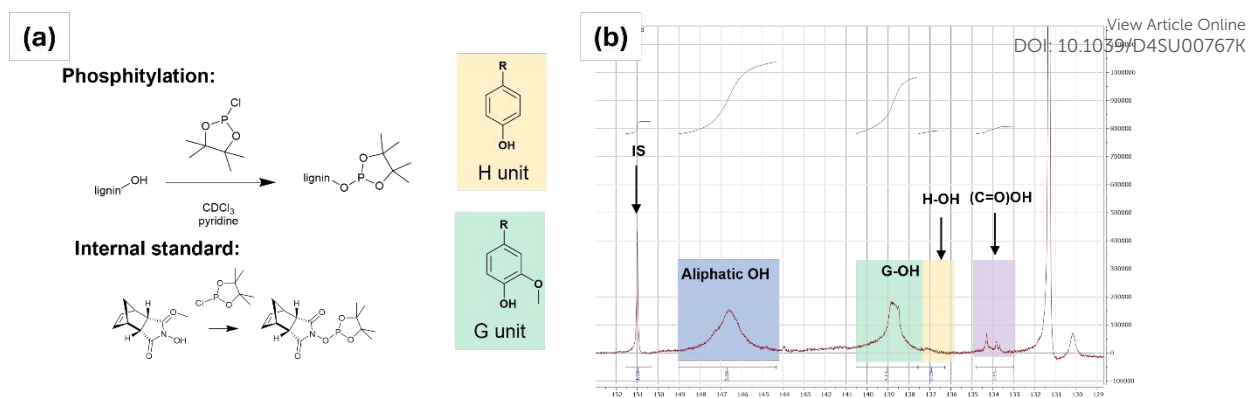 (a)
Phosphitylation:
Cl
P
O
O
OH
lignin
CDCl3
pyridine
lignin
O
P
O
O
Internal standard:
Cl
P
O
O
H
H
O
N
OH
O
H
H
O
N
O
P
O
O
O
R
OH
H unit
R
O
OH
G unit
(b)
View Article Online
DOI: 10.1039/D4SU00767K
IS
Aliphatic OH
G-OH
H-OH
(C=O)OH
1000000
900000
800000
700000
600000
500000
400000
300000
200000
100000
0
-100000
152 151 150 149 148 147 146 145 144 143 142 141 140 139 138 137 136 135 134 133 132 131 130 129